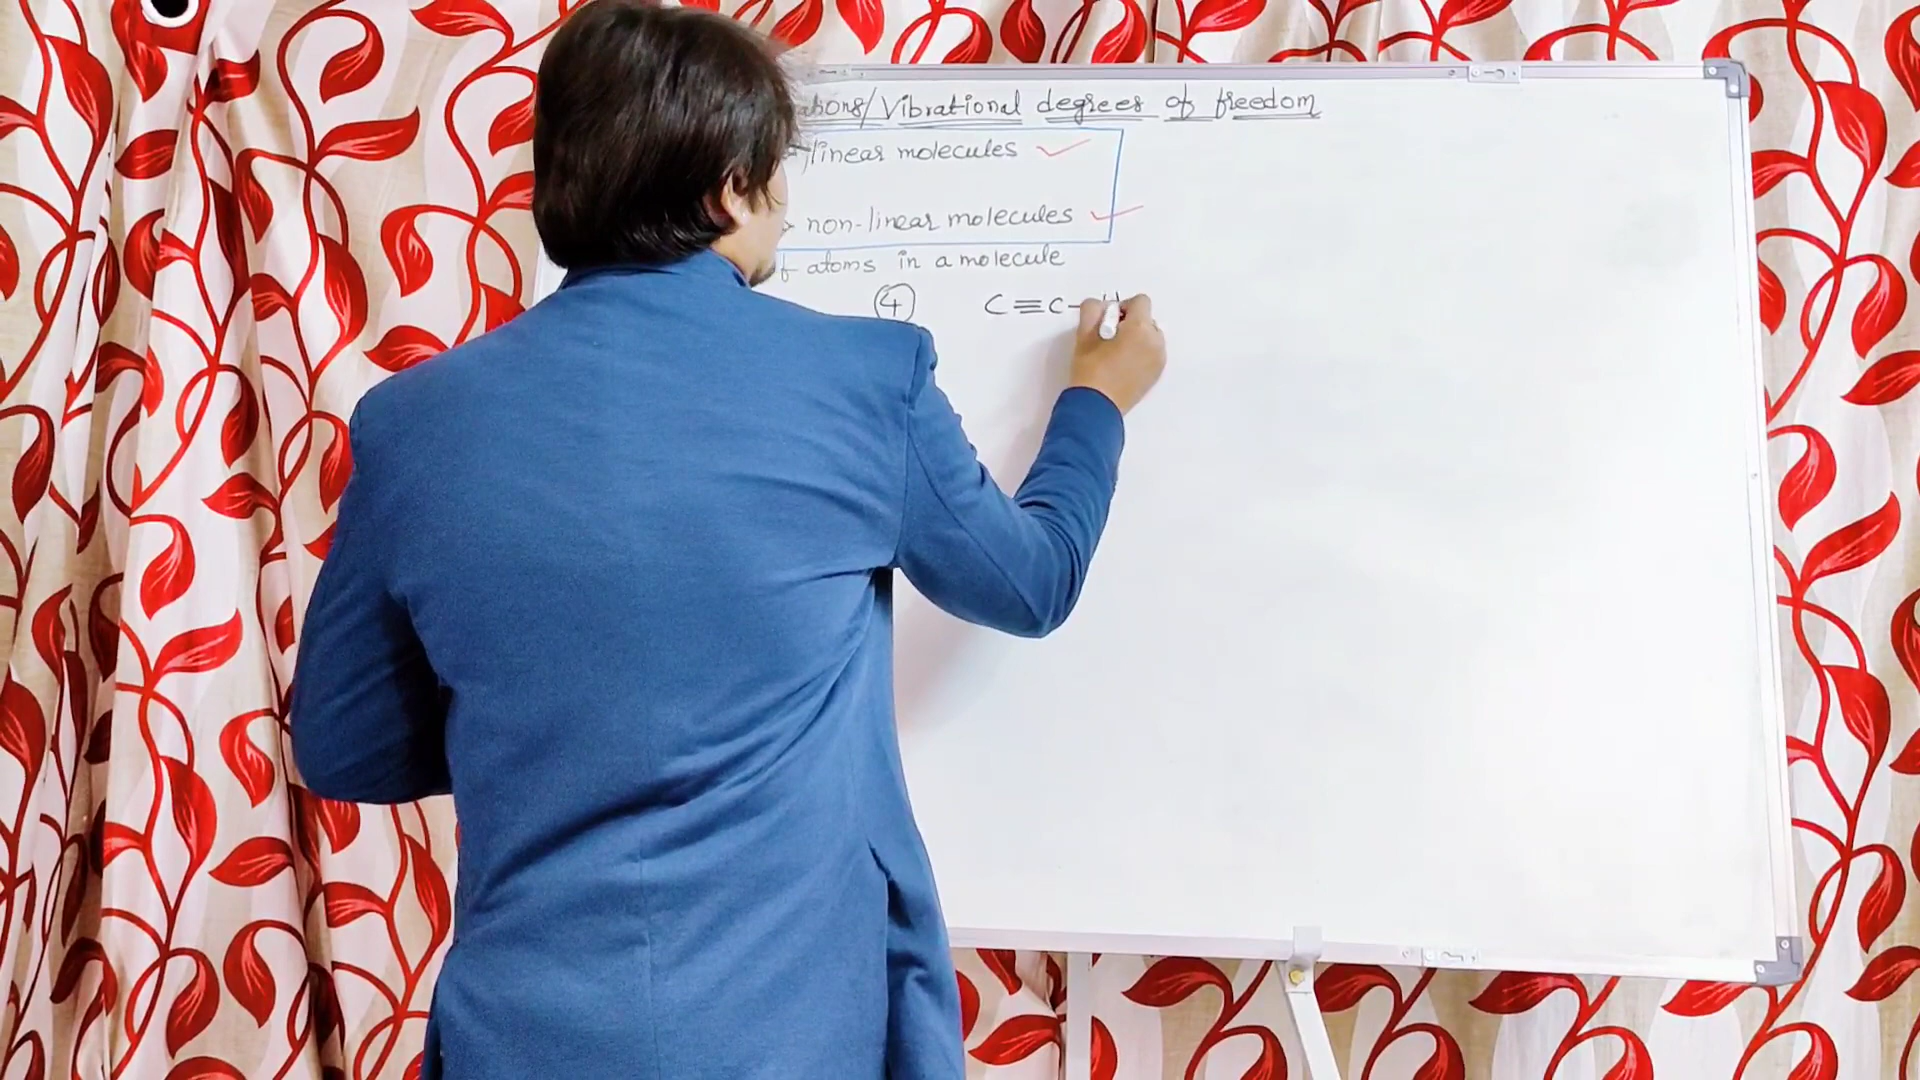 /Vibrational degrees of freedom
linear molecules
non-linear molecules
atoms in a molecule
4 C≡C-H